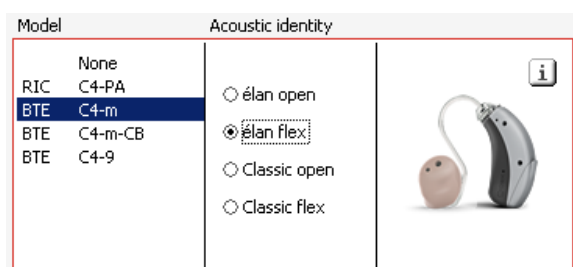 Model Acoustic identity
None
RIC C4-PA
BTE C4-m
BTE C4-m-CB
BTE C4-9
élan open
élan flex
Classic open
Classic flex
i